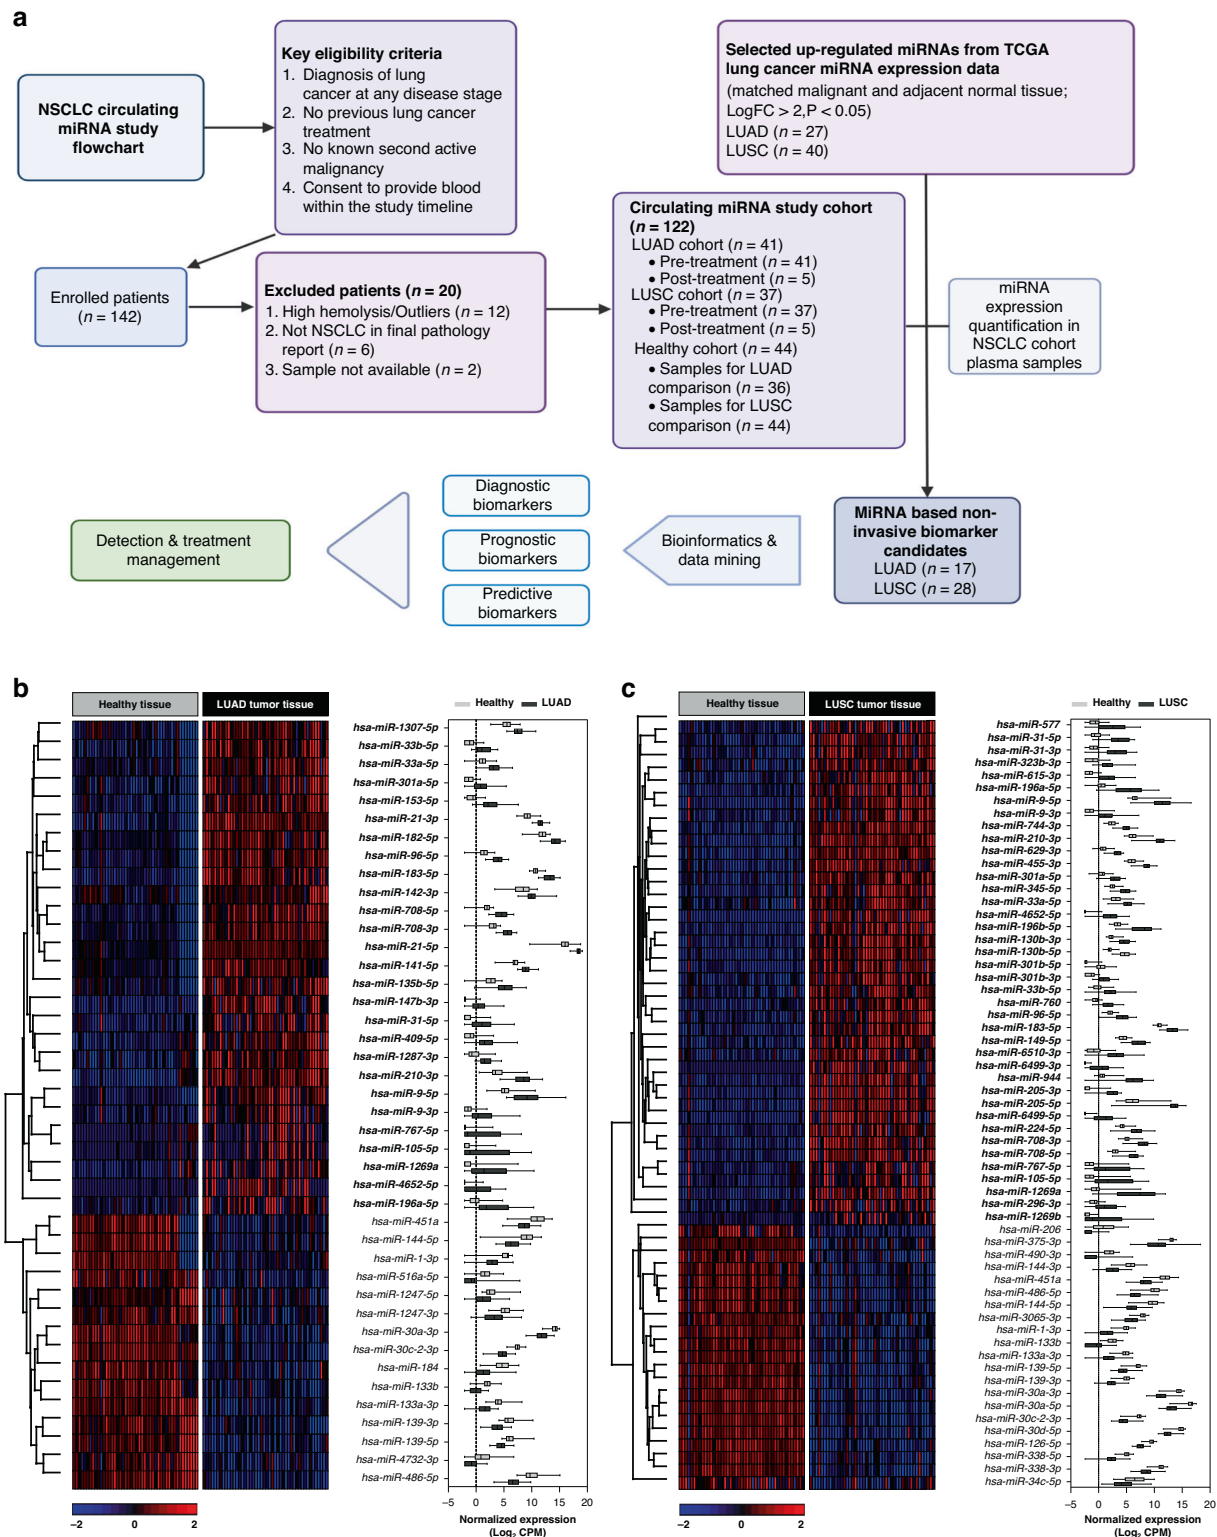 a
NSCLC circulating
miRNA study
flowchart
Key eligibility criteria
1. Diagnosis of lung
cancer at any disease stage
2. No previous lung cancer
treatment
3. No known second active
malignancy
4. Consent to provide blood
within the study timeline
Selected up-regulated miRNAs from TCGA
lung cancer miRNA expression data
(matched malignant and adjacent normal tissue;
LogFC > 2,P < 0.05)
LUAD (n = 27)
LUSC (n = 40)
Enrolled patients
(n = 142)
Excluded patients (n = 20)
1. High hemolysis/Outliers (n = 12)
2. Not NSCLC in final pathology
report (n = 6)
3. Sample not available (n = 2)
Circulating miRNA study cohort
(n = 122)
LUAD cohort (n = 41)
• Pre-treatment (n = 41)
• Post-treatment (n = 5)
LUSC cohort (n = 37)
• Pre-treatment (n = 37)
• Post-treatment (n = 5)
Healthy cohort (n = 44)
• Samples for LUAD
comparison (n = 36)
• Samples for LUSC
comparison (n = 44)
miRNA
expression
quantification in
NSCLC cohort
plasma samples
MiRNA based non-
invasive biomarker
candidates
LUAD (n = 17)
LUSC (n = 28)
Bioinformatics &
data mining
Diagnostic
biomarkers
Prognostic
biomarkers
Predictive
biomarkers
Detection & treatment
management
b
Healthy tissue
LUAD tumor tissue
Healthy
LUAD
hsa-miR-1307-5p
hsa-miR-33b-5p
hsa-miR-33a-5p
hsa-miR-301a-5p
hsa-miR-153-5p
hsa-miR-21-3p
hsa-miR-182-5p
hsa-miR-96-5p
hsa-miR-183-5p
hsa-miR-142-3p
hsa-miR-708-5p
hsa-miR-708-3p
hsa-miR-21-5p
hsa-miR-141-5p
hsa-miR-135b-5p
hsa-miR-147b-3p
hsa-miR-31-5p
hsa-miR-409-5p
hsa-miR-1287-3p
hsa-miR-210-3p
hsa-miR-9-5p
hsa-miR-9-3p
hsa-miR-767-5p
hsa-miR-105-5p
hsa-miR-1269a
hsa-miR-4652-5p
hsa-miR-196a-5p
hsa-miR-451a
hsa-miR-144-5p
hsa-miR-1-3p
hsa-miR-516a-5p
hsa-miR-1247-5p
hsa-miR-1247-3p
hsa-miR-30a-3p
hsa-miR-30c-2-3p
hsa-miR-184
hsa-miR-133b
hsa-miR-133a-3p
hsa-miR-139-3p
hsa-miR-139-5p
hsa-miR-4732-3p
hsa-miR-486-5p
−2 0 2
−5 0 5 10 15 20
Normalized expression
(Log₂ CPM)
c
Healthy tissue
LUSC tumor tissue
Healthy
LUSC
hsa-miR-577
hsa-miR-31-5p
hsa-miR-31-3p
hsa-miR-323b-3p
hsa-miR-615-3p
hsa-miR-196a-5p
hsa-miR-9-5p
hsa-miR-9-3p
hsa-miR-744-3p
hsa-miR-210-3p
hsa-miR-629-3p
hsa-miR-455-3p
hsa-miR-301a-5p
hsa-miR-345-5p
hsa-miR-33a-5p
hsa-miR-4652-5p
hsa-miR-196b-5p
hsa-miR-130b-3p
hsa-miR-130b-5p
hsa-miR-301b-5p
hsa-miR-301b-3p
hsa-miR-33b-5p
hsa-miR-760
hsa-miR-96-5p
hsa-miR-183-5p
hsa-miR-149-5p
hsa-miR-6510-3p
hsa-miR-6499-3p
hsa-miR-944
hsa-miR-205-3p
hsa-miR-205-5p
hsa-miR-6499-5p
hsa-miR-224-5p
hsa-miR-708-3p
hsa-miR-708-5p
hsa-miR-767-5p
hsa-miR-105-5p
hsa-miR-1269a
hsa-miR-296-3p
hsa-miR-1269b
hsa-miR-206
hsa-miR-375-3p
hsa-miR-490-3p
hsa-miR-144-3p
hsa-miR-451a
hsa-miR-486-5p
hsa-miR-144-5p
hsa-miR-3065-3p
hsa-miR-1-3p
hsa-miR-133b
hsa-miR-133a-3p
hsa-miR-139-5p
hsa-miR-139-3p
hsa-miR-30a-3p
hsa-miR-30a-5p
hsa-miR-30c-2-3p
hsa-miR-30d-5p
hsa-miR-126-5p
hsa-miR-338-5p
hsa-miR-338-3p
hsa-miR-34c-5p
−2 0 2
−5 0 5 10 15 20
Normalized expression
(Log₂ CPM)